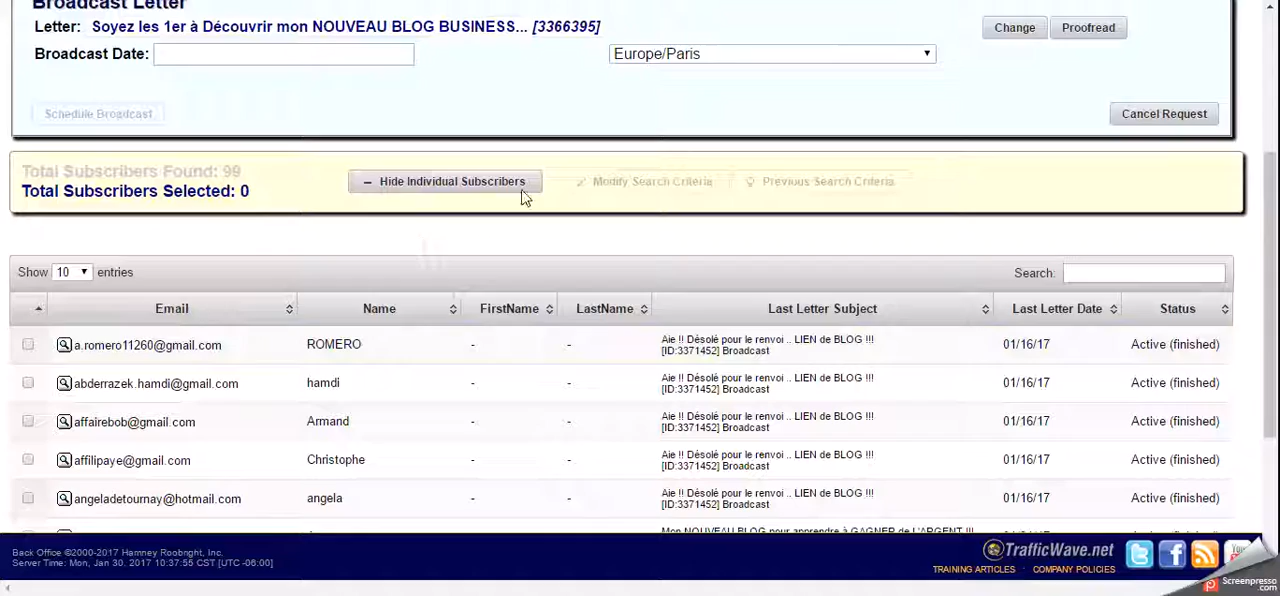 Broadcast Letter
Letter: Soyez les 1er à Découvrir mon NOUVEAU BLOG BUSINESS... [3366395]
Change
Proofread
Broadcast Date:
Europe/Paris
Schedule Broadcast
Cancel Request
Total Subscribers Found: 99
Total Subscribers Selected: 0
– Hide Individual Subscribers
Modify Search Criteria
Previous Search Criteria
Show 10 entries
Search:
Email Name FirstName LastName Last Letter Subject Last Letter Date Status
a.romero11260@gmail.com ROMERO - - Aie !! Désolé pour le renvoi .. LIEN de BLOG !!! 01/16/17 Active (finished)
[ID:3371452] Broadcast
abderrazek.hamdi@gmail.com hamdi - - Aie !! Désolé pour le renvoi .. LIEN de BLOG !!! 01/16/17 Active (finished)
[ID:3371452] Broadcast
affairebob@gmail.com Armand - - Aie !! Désolé pour le renvoi .. LIEN de BLOG !!! 01/16/17 Active (finished)
[ID:3371452] Broadcast
affilipaye@gmail.com Christophe - - Aie !! Désolé pour le renvoi .. LIEN de BLOG !!! 01/16/17 Active (finished)
[ID:3371452] Broadcast
angeladetournay@hotmail.com angela - - Aie !! Désolé pour le renvoi .. LIEN de BLOG !!! 01/16/17 Active (finished)
[ID:3371452] Broadcast
Mon NOUVEAU BLOG pour apprendre à GAGNER de L'ARGENT !!!
Back Office ©2000-2017 Hamney Roobright, Inc.
Server Time: Mon, Jan 30, 2017 10:37:55 CST [UTC -06:00]
TrafficWave.net
TRAINING ARTICLES · COMPANY POLICIES
Screenpresso
.com